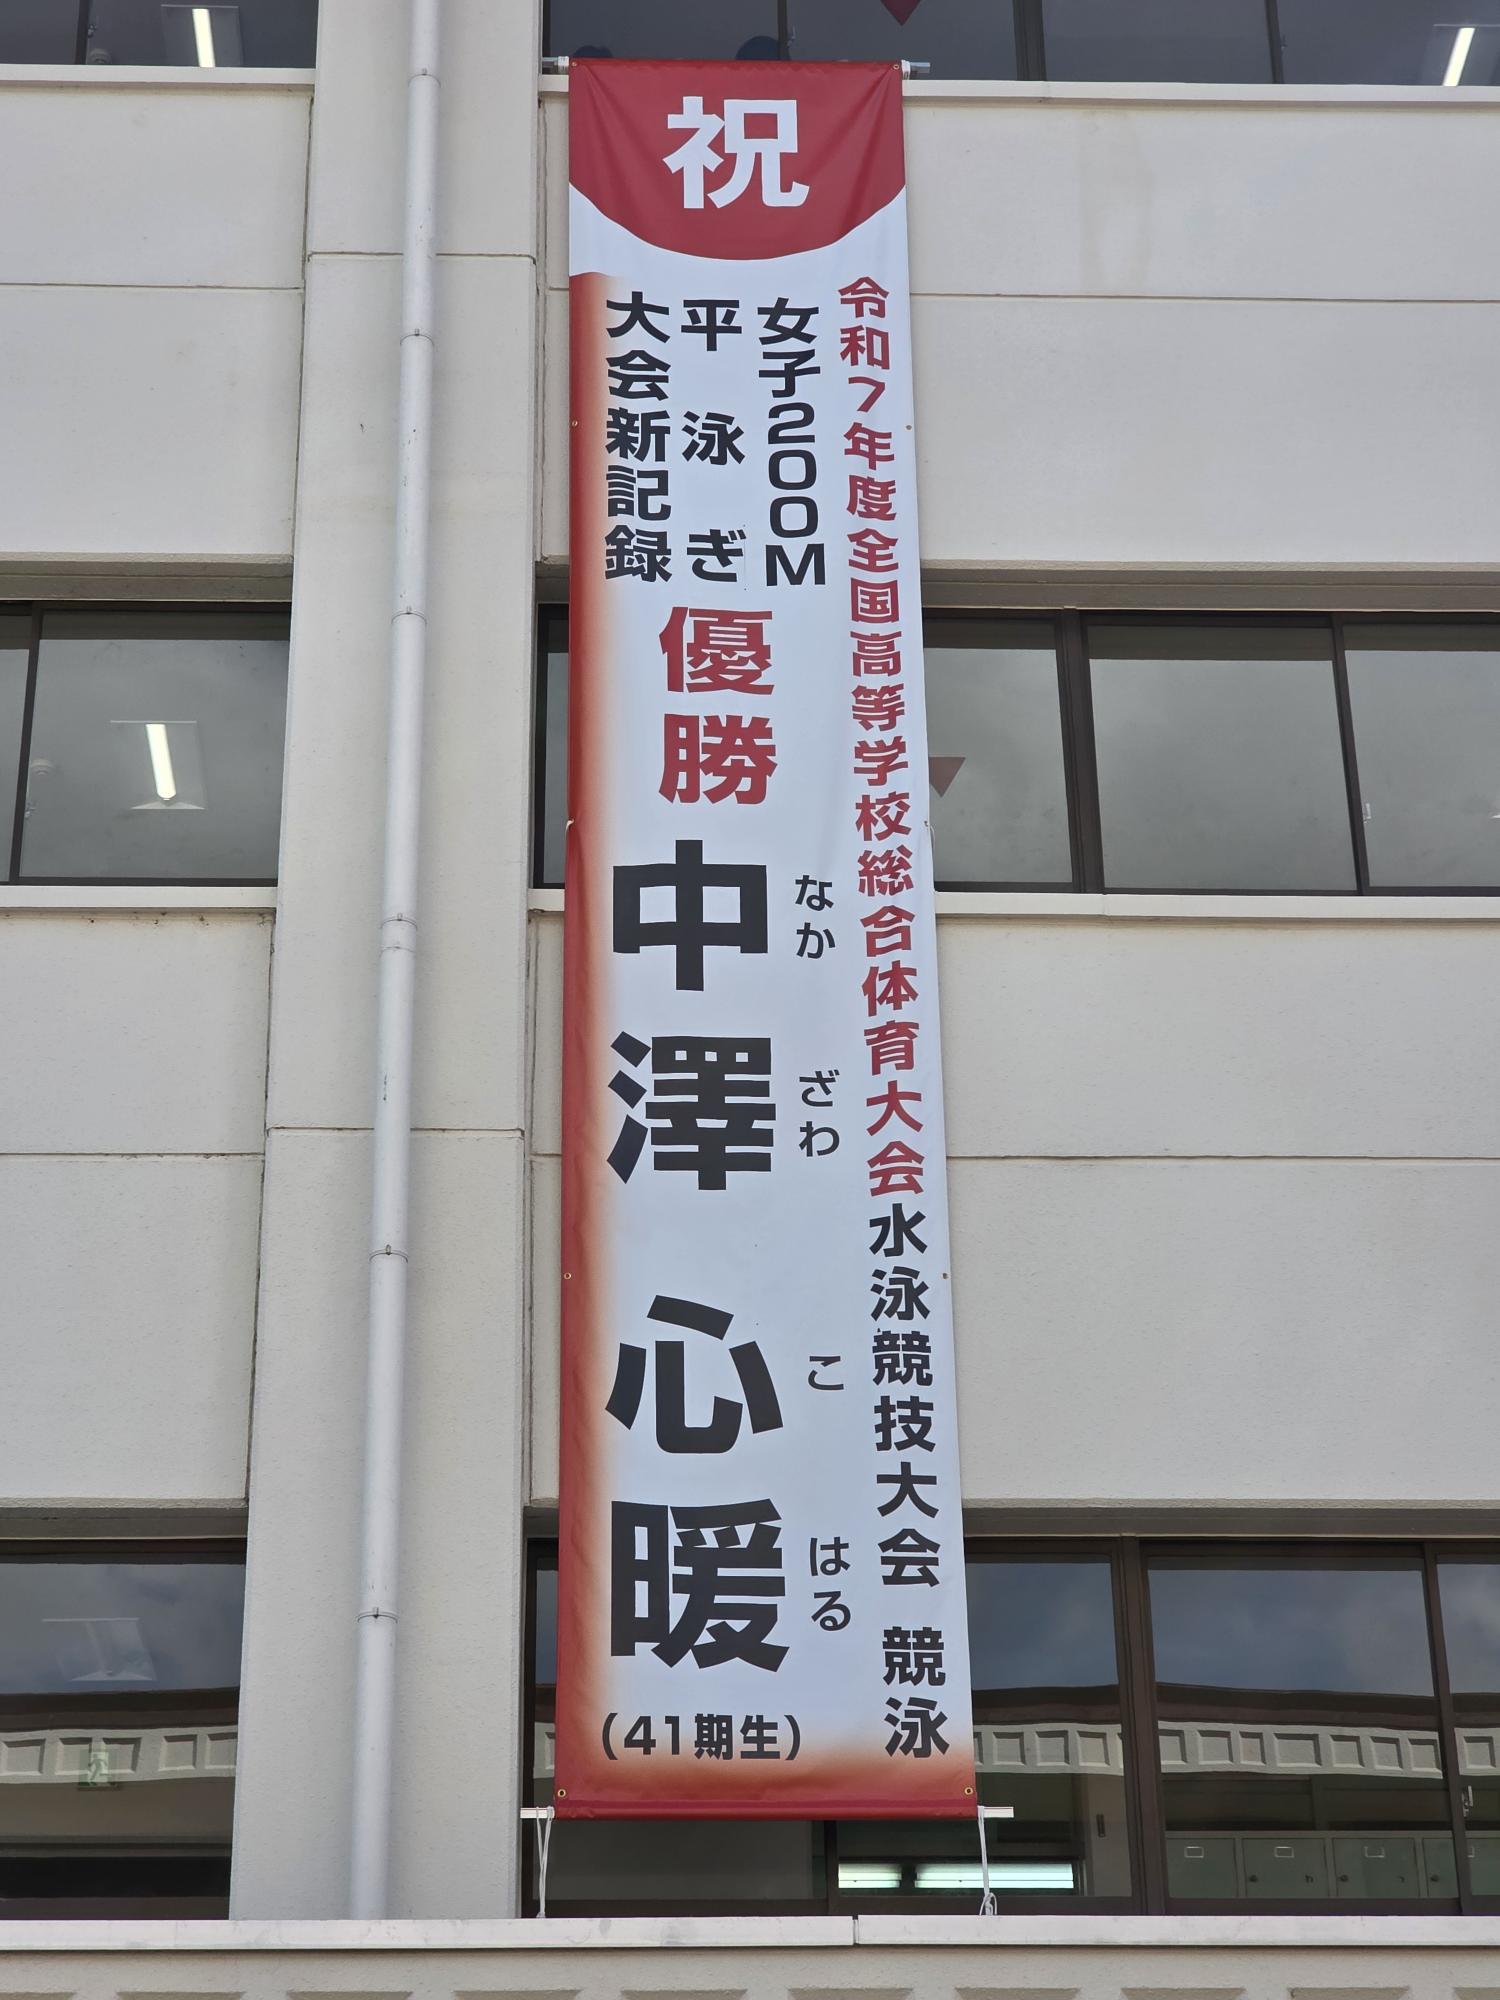 祝
令和7年度全国高等学校総合体育大会水泳競技大会 競泳
女子200M
平泳ぎ
大会新記録
優勝
中澤 心暖
なか ざわ こ はる
(41期生)